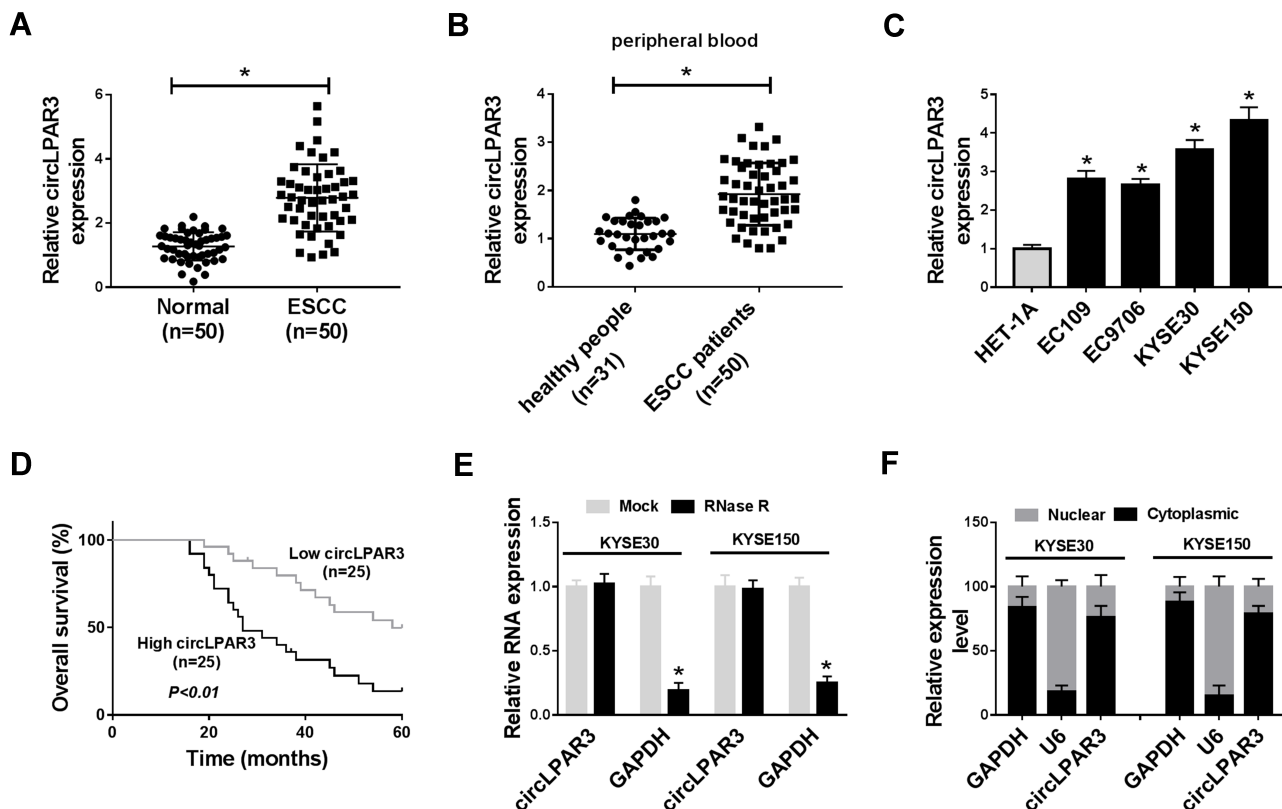 A
Relative circLPAR3
expression
6
4
2
0
*
Normal
(n=50)
ESCC
(n=50)
B
peripheral blood
Relative circLPAR3
expression
4
3
2
1
0
*
healthy people
(n=31)
ESCC patients
(n=50)
C
Relative circLPAR3
expression
5
4
3
2
1
0
*
*
*
*
HET-1A
EC109
EC9706
KYSE30
KYSE150
D
Overall survival (%)
100
50
0
Low circLPAR3
(n=25)
High circLPAR3
(n=25)
P<0.01
0
20
40
60
Time (months)
E
Relative RNA expression
Mock
RNase R
1.5
1.0
0.5
0.0
KYSE30
KYSE150
*
*
circLPAR3
GAPDH
circLPAR3
GAPDH
F
Relative expression
level
Nuclear
Cytoplasmic
150
100
50
0
KYSE30
KYSE150
GAPDH
U6
circLPAR3
GAPDH
U6
circLPAR3